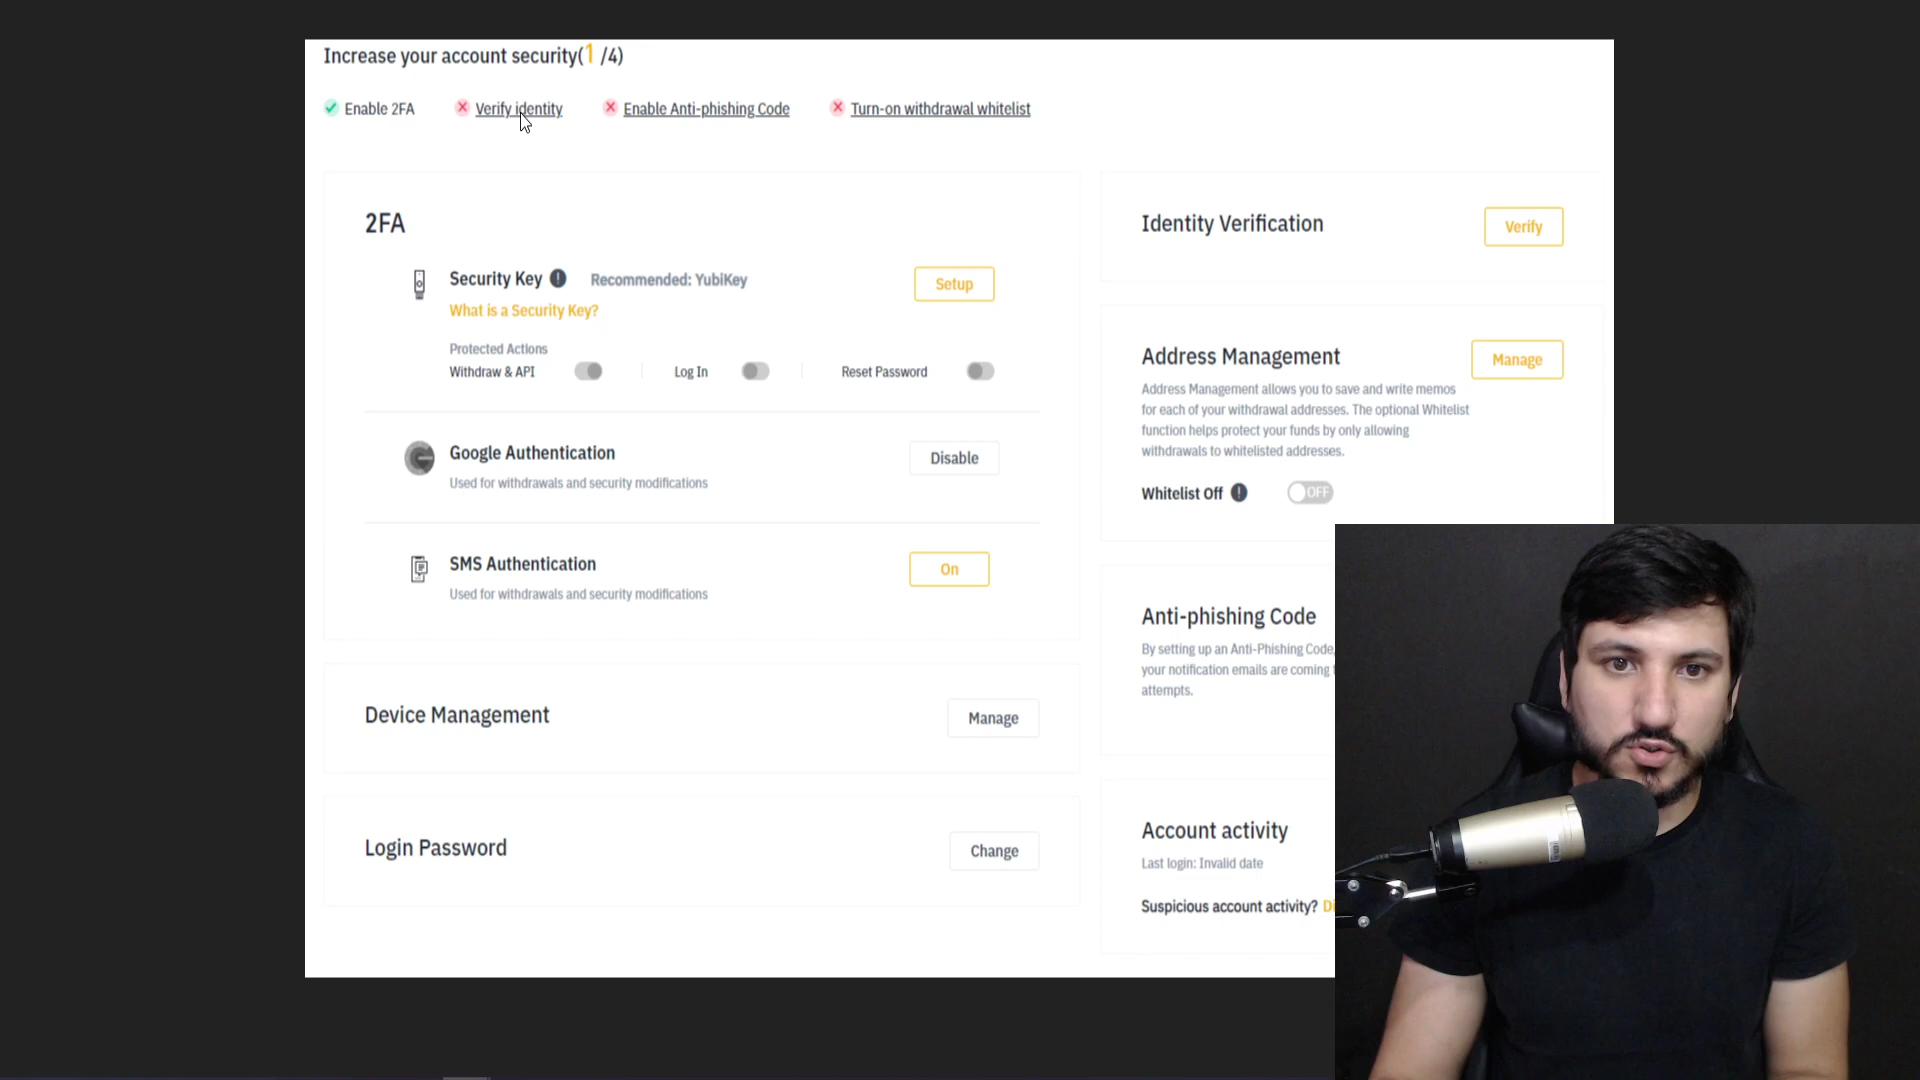 Increase your account security(1 /4)
Enable 2FA
Verify identity
Enable Anti-phishing Code
Turn-on withdrawal whitelist
2FA
Security Key ! Recommended: YubiKey
Setup
What is a Security Key?
Protected Actions
Withdraw & API
Log In
Reset Password
Google Authentication
Disable
Used for withdrawals and security modifications
SMS Authentication
On
Used for withdrawals and security modifications
Device Management
Manage
Login Password
Change
Identity Verification
Verify
Address Management
Manage
Address Management allows you to save and write memos
for each of your withdrawal addresses. The optional Whitelist
function helps protect your funds by only allowing
withdrawals to whitelisted addresses.
Whitelist Off !
OFF
Anti-phishing Code
By setting up an Anti-Phishing Code,
your notification emails are coming
attempts.
Account activity
Last login: Invalid date
Suspicious account activity?